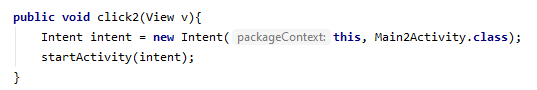 public void click2(View v){
Intent intent = new Intent( packageContext: this, Main2Activity.class);
startActivity(intent);
}